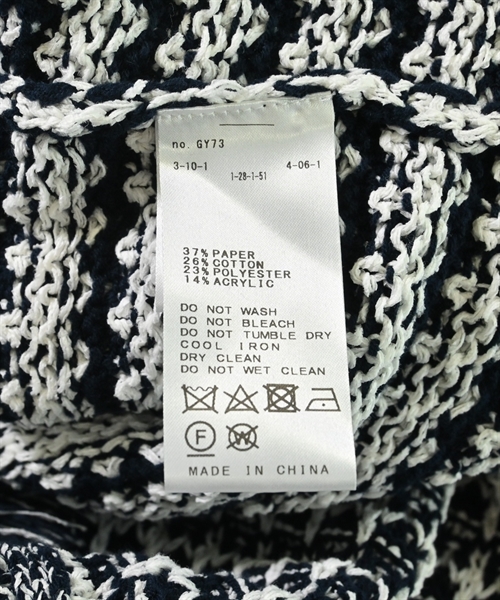 no. GY73
3-10-1 4-06-1
1-28-1-51
37% PAPER
26% COTTON
23% POLYESTER
14% ACRYLIC
DO NOT WASH
DO NOT BLEACH
DO NOT TUMBLE DRY
COOL IRON
DRY CLEAN
DO NOT WET CLEAN
F W
MADE IN CHINA